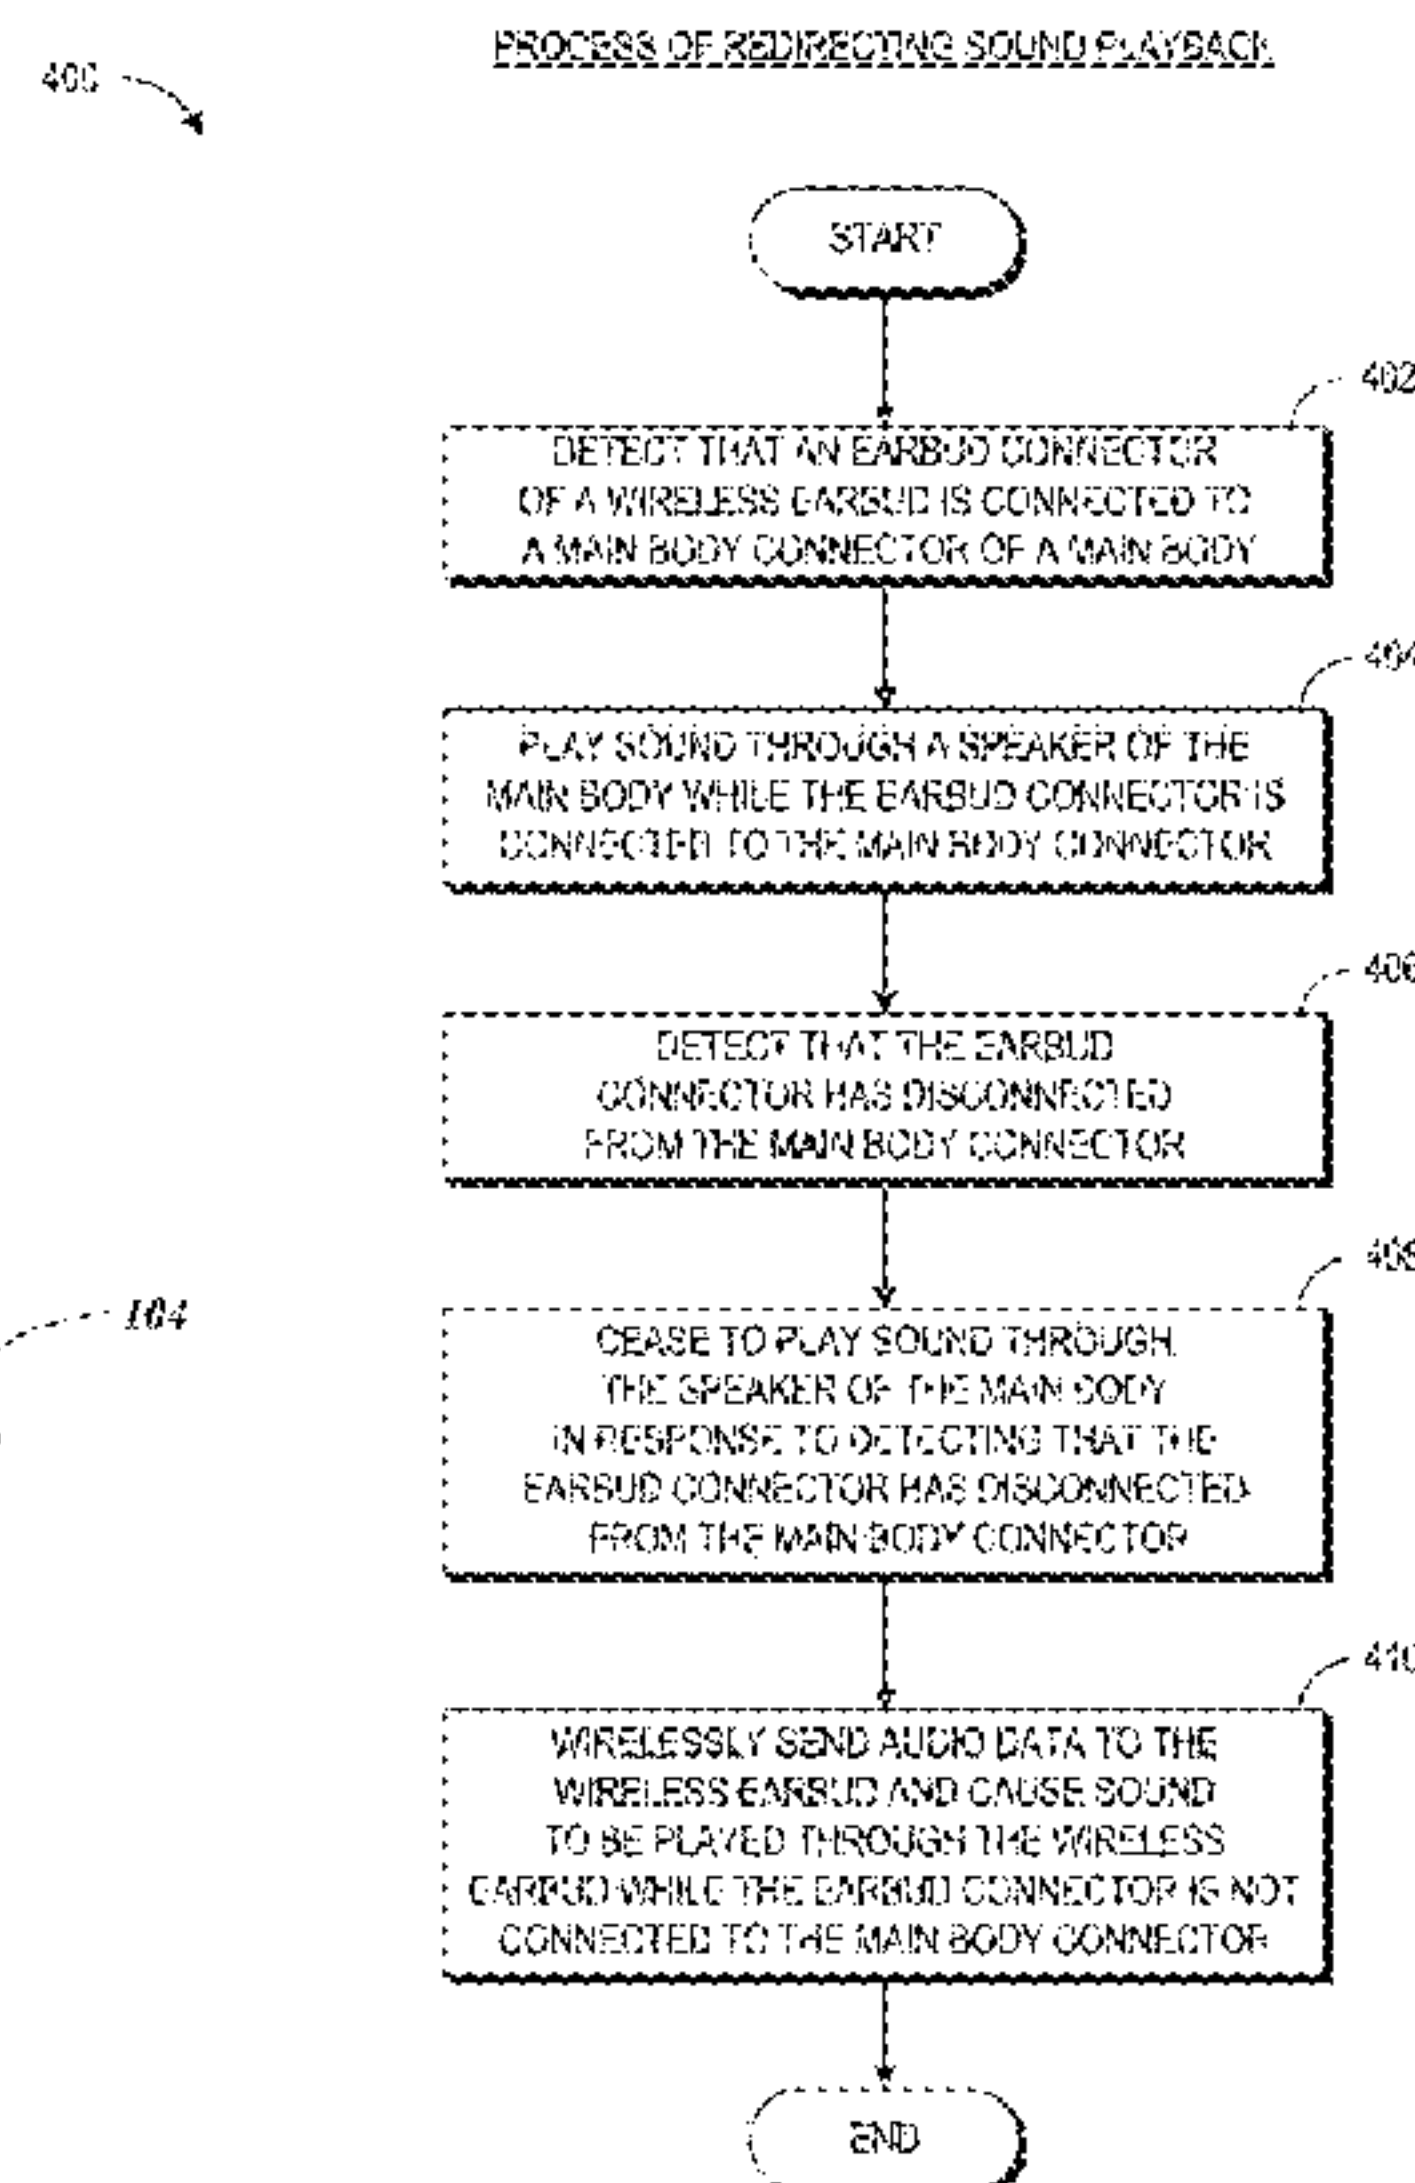 PROCESS OF REDIRECTING SOUND PLAYBACK
400
START
402
DETECT THAT AN EARBUD CONNECTOR
OF A WIRELESS EARBUD IS CONNECTED TO
A MAIN BODY CONNECTOR OF A MAIN BODY
404
PLAY SOUND THROUGH A SPEAKER OF THE
MAIN BODY WHILE THE EARBUD CONNECTOR IS
CONNECTED TO THE MAIN BODY CONNECTOR
406
DETECT THAT THE EARBUD
CONNECTOR HAS DISCONNECTED
FROM THE MAIN BODY CONNECTOR
408
104
CEASE TO PLAY SOUND THROUGH
THE SPEAKER OF THE MAIN BODY
IN RESPONSE TO DETECTING THAT THE
EARBUD CONNECTOR HAS DISCONNECTED
FROM THE MAIN BODY CONNECTOR
410
WIRELESSLY SEND AUDIO DATA TO THE
WIRELESS EARBUD AND CAUSE SOUND
TO BE PLAYED THROUGH THE WIRELESS
EARBUD WHILE THE EARBUD CONNECTOR IS NOT
CONNECTED TO THE MAIN BODY CONNECTOR
END